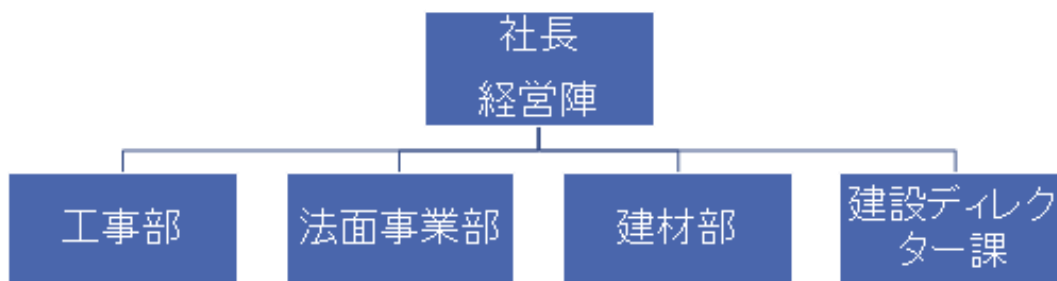 社長
経営陣
工事部
法面事業部
建材部
建設ディレク
ター課